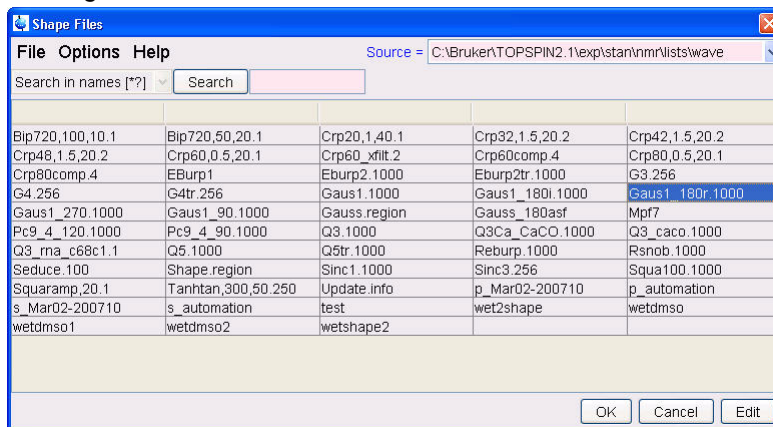 Shape Files
File Options Help Source = C:\Bruker\TOPSPIN2.1\exp\stan\nmr\lists\wave
Search in names [*?] Search
Bip720,100,10.1 Bip720,50,20.1 Crp20,1,40.1 Crp32,1.5,20.2 Crp42,1.5,20.2
Crp48,1.5,20.2 Crp60,0.5,20.1 Crp60_xfilt.2 Crp60comp.4 Crp80,0.5,20.1
Crp80comp.4 EBurp1 Eburp2.1000 Eburp2tr.1000 G3.256
G4.256 G4tr.256 Gaus1.1000 Gaus1_180i.1000 Gaus1_180r.1000
Gaus1_270.1000 Gaus1_90.1000 Gauss.region Gauss_180asf Mpf7
Pc9_4_120.1000 Pc9_4_90.1000 Q3.1000 Q3Ca_CaCO.1000 Q3_caco.1000
Q3_rna_c68c1.1 Q5.1000 Q5tr.1000 Reburp.1000 Rsnob.1000
Seduce.100 Shape.region Sinc1.1000 Sinc3.256 Squa100.1000
Squaramp,20.1 Tanhtan,300,50.250 Update.info p_Mar02-200710 p_automation
s_Mar02-200710 s_automation test wet2shape wetdmso
wetdmso1 wetdmso2 wetshape2
OK Cancel Edit